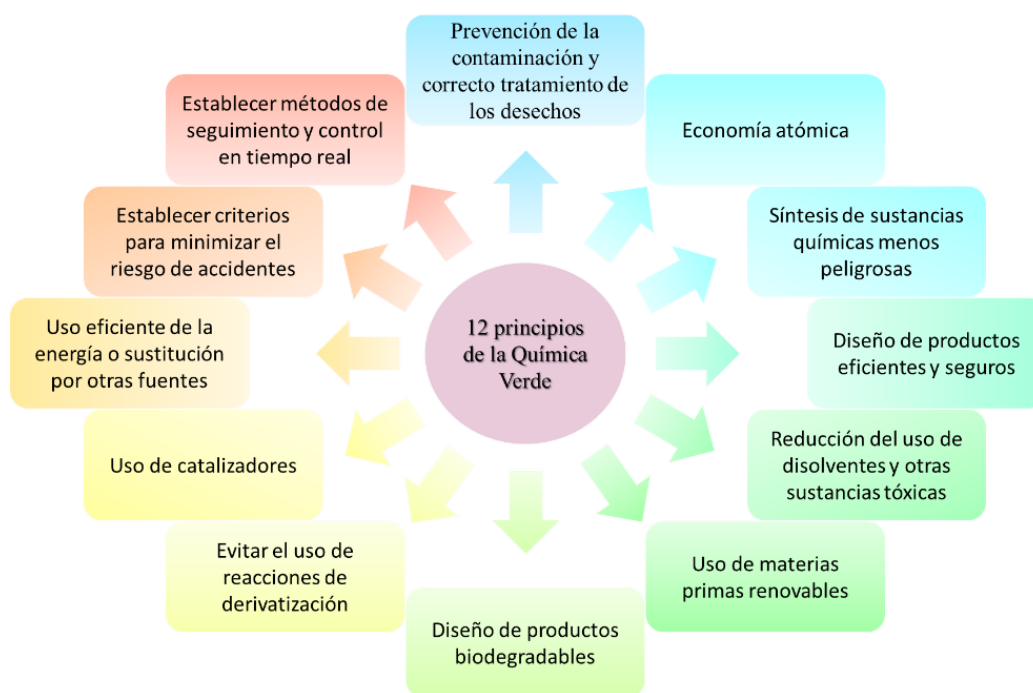 12 principios
de la Química
Verde
Prevención de la
contaminación y
correcto tratamiento de
los desechos
Economía atómica
Síntesis de sustancias
químicas menos
peligrosas
Diseño de productos
eficientes y seguros
Reducción del uso de
disolventes y otras
sustancias tóxicas
Uso de materias
primas renovables
Diseño de productos
biodegradables
Evitar el uso de
reacciones de
derivatización
Uso de catalizadores
Uso eficiente de la
energía o sustitución
por otras fuentes
Establecer criterios
para minimizar el
riesgo de accidentes
Establecer métodos de
seguimiento y control
en tiempo real